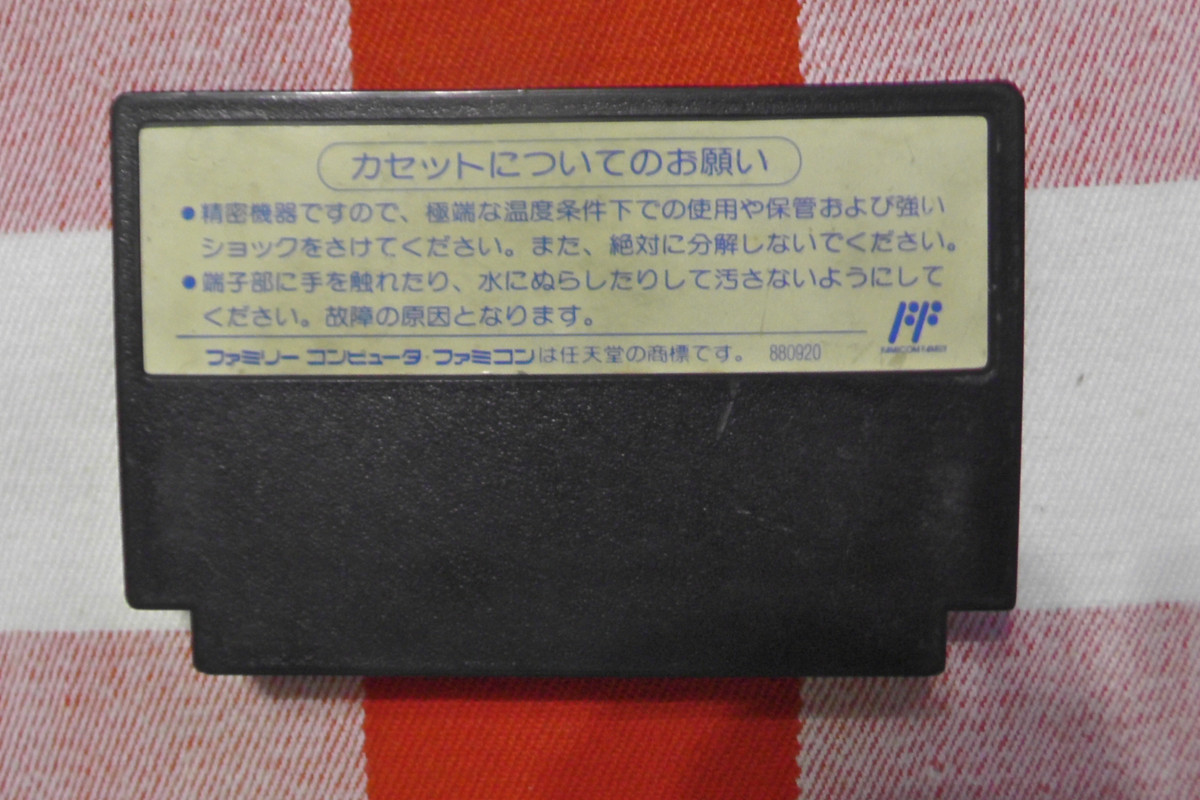 カセットについてのお願い
●精密機器ですので、極端な温度条件下での使用や保管および強い
ショックをさけてください。また、絶対に分解しないでください。
●端子部に手を触れたり、水にぬらしたりして汚さないようにして
ください。故障の原因となります。
FAMICOM FAMILY
ファミリー コンピュータ・ファミコンは任天堂の商標です。 880920